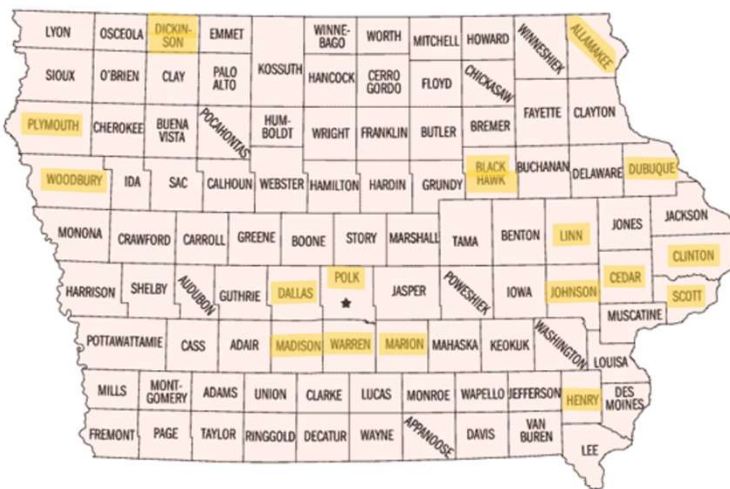 LYON
OSCEOLA
DICKIN-
SON
EMMET
WINNE-
BAGO
WORTH
MITCHELL
HOWARD
WINNESHIEK
ALLAMAKEE
SIOUX
O'BRIEN
CLAY
PALO
ALTO
KOSSUTH
HANCOCK
CERRO
GORDO
FLOYD
CHICKASAW
FAYETTE
CLAYTON
PLYMOUTH
CHEROKEE
BUENA
VISTA
POCAHONTAS
HUM-
BOLDT
WRIGHT
FRANKLIN
BUTLER
BREMER
WOODBURY
IDA
SAC
CALHOUN
WEBSTER
HAMILTON
HARDIN
GRUNDY
BLACK
HAWK
BUCHANAN
DELAWARE
DUBUQUE
MONONA
CRAWFORD
CARROLL
GREENE
BOONE
STORY
MARSHALL
TAMA
BENTON
LINN
JONES
JACKSON
CLINTON
HARRISON
SHELBY
AUDUBON
GUTHRIE
DALLAS
POLK
JASPER
POWESHIEK
IOWA
JOHNSON
CEDAR
SCOTT
MUSCATINE
POTTAWATTAMIE
CASS
ADAIR
MADISON
WARREN
MARION
MAHASKA
KEOKUK
WASHINGTON
LOUISA
MILLS
MONT-
GOMERY
ADAMS
UNION
CLARKE
LUCAS
MONROE
WAPELLO
JEFFERSON
HENRY
DES
MOINES
FREMONT
PAGE
TAYLOR
RINGGOLD
DECATUR
WAYNE
APPANOOSE
DAVIS
VAN
BUREN
LEE